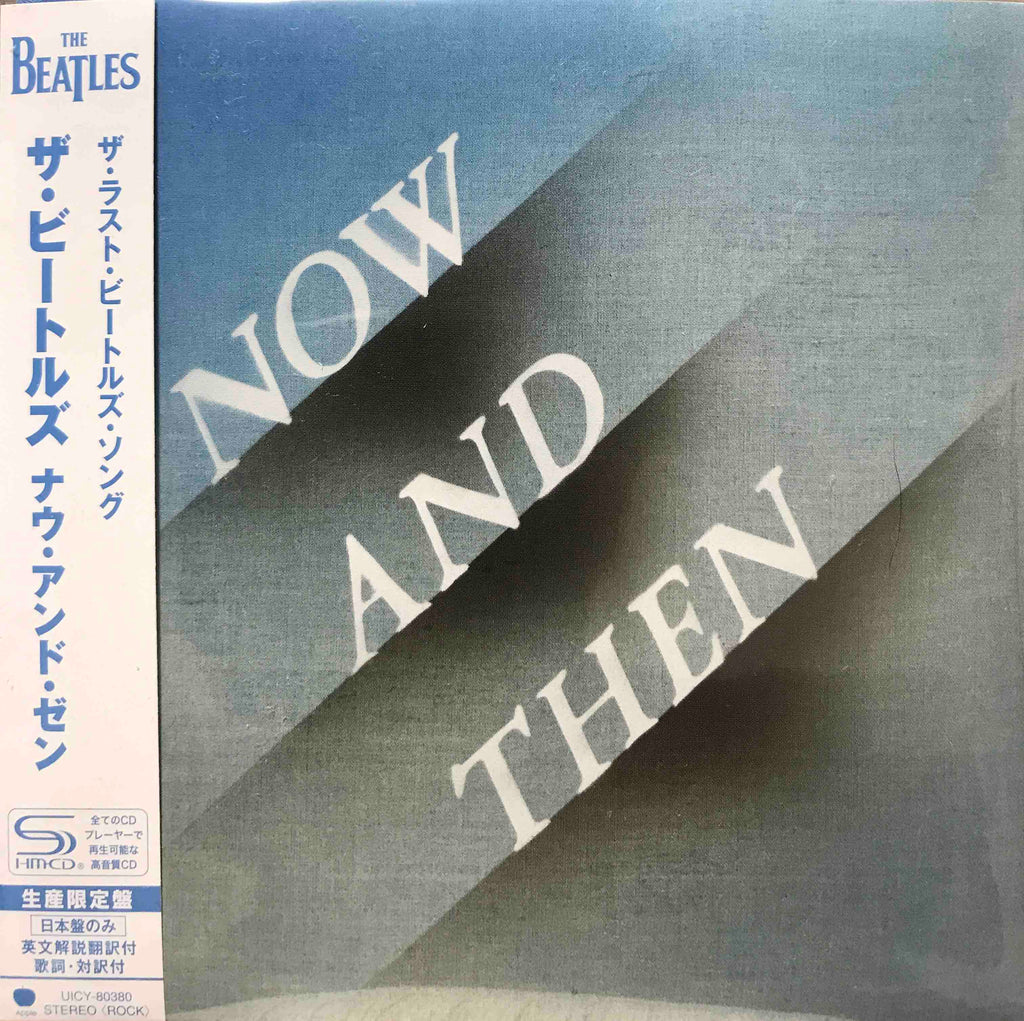 THE
BEATLES
ザ・ラスト・ビートルズ・ソング
ザ・ビートルズ ナウ・アンド・ゼン
SHM-CD®
全てのCD
プレーヤーで
再生可能な
高音質CD
生産限定盤
日本盤のみ
英文解説翻訳付
歌詞・対訳付
Apple
UICY-80380
STEREO〈ROCK〉
NOW
AND
THEN